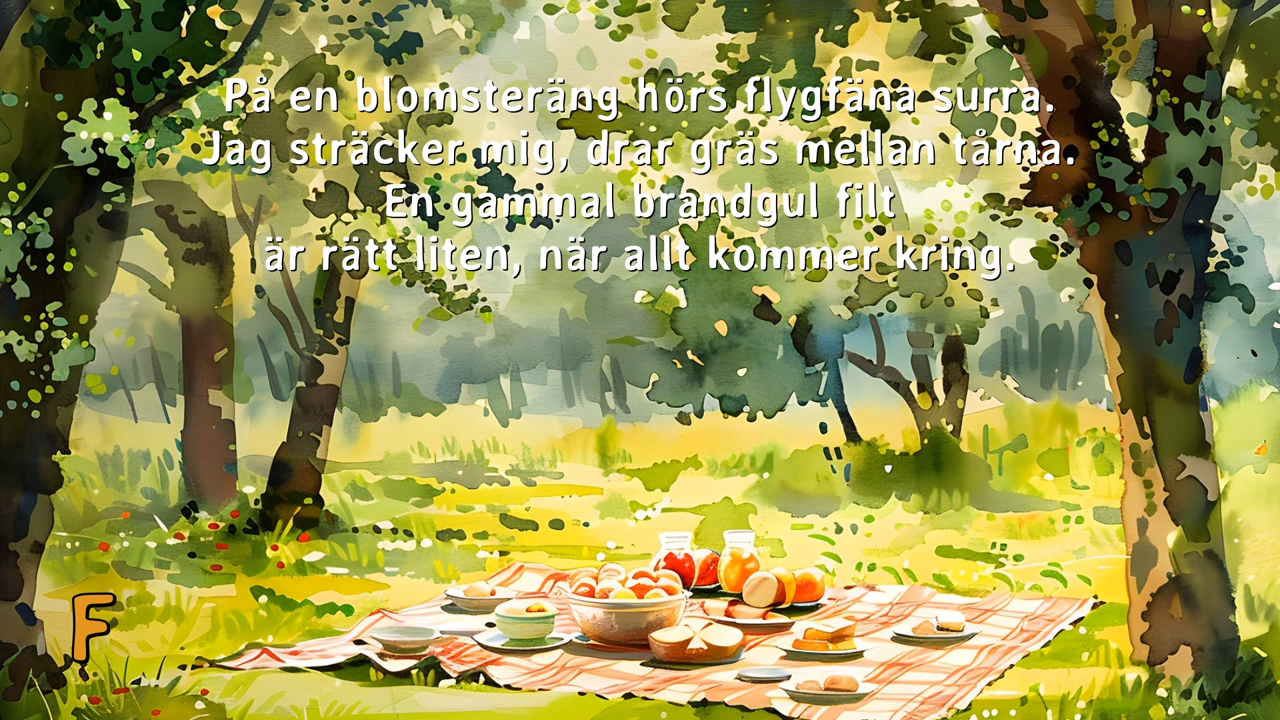 På en blomsteräng hörs flygfäna surra.
Jag sträcker mig, drar gräs mellan tårna.
En gammal brandgul filt
är rätt liten, när allt kommer kring.
F